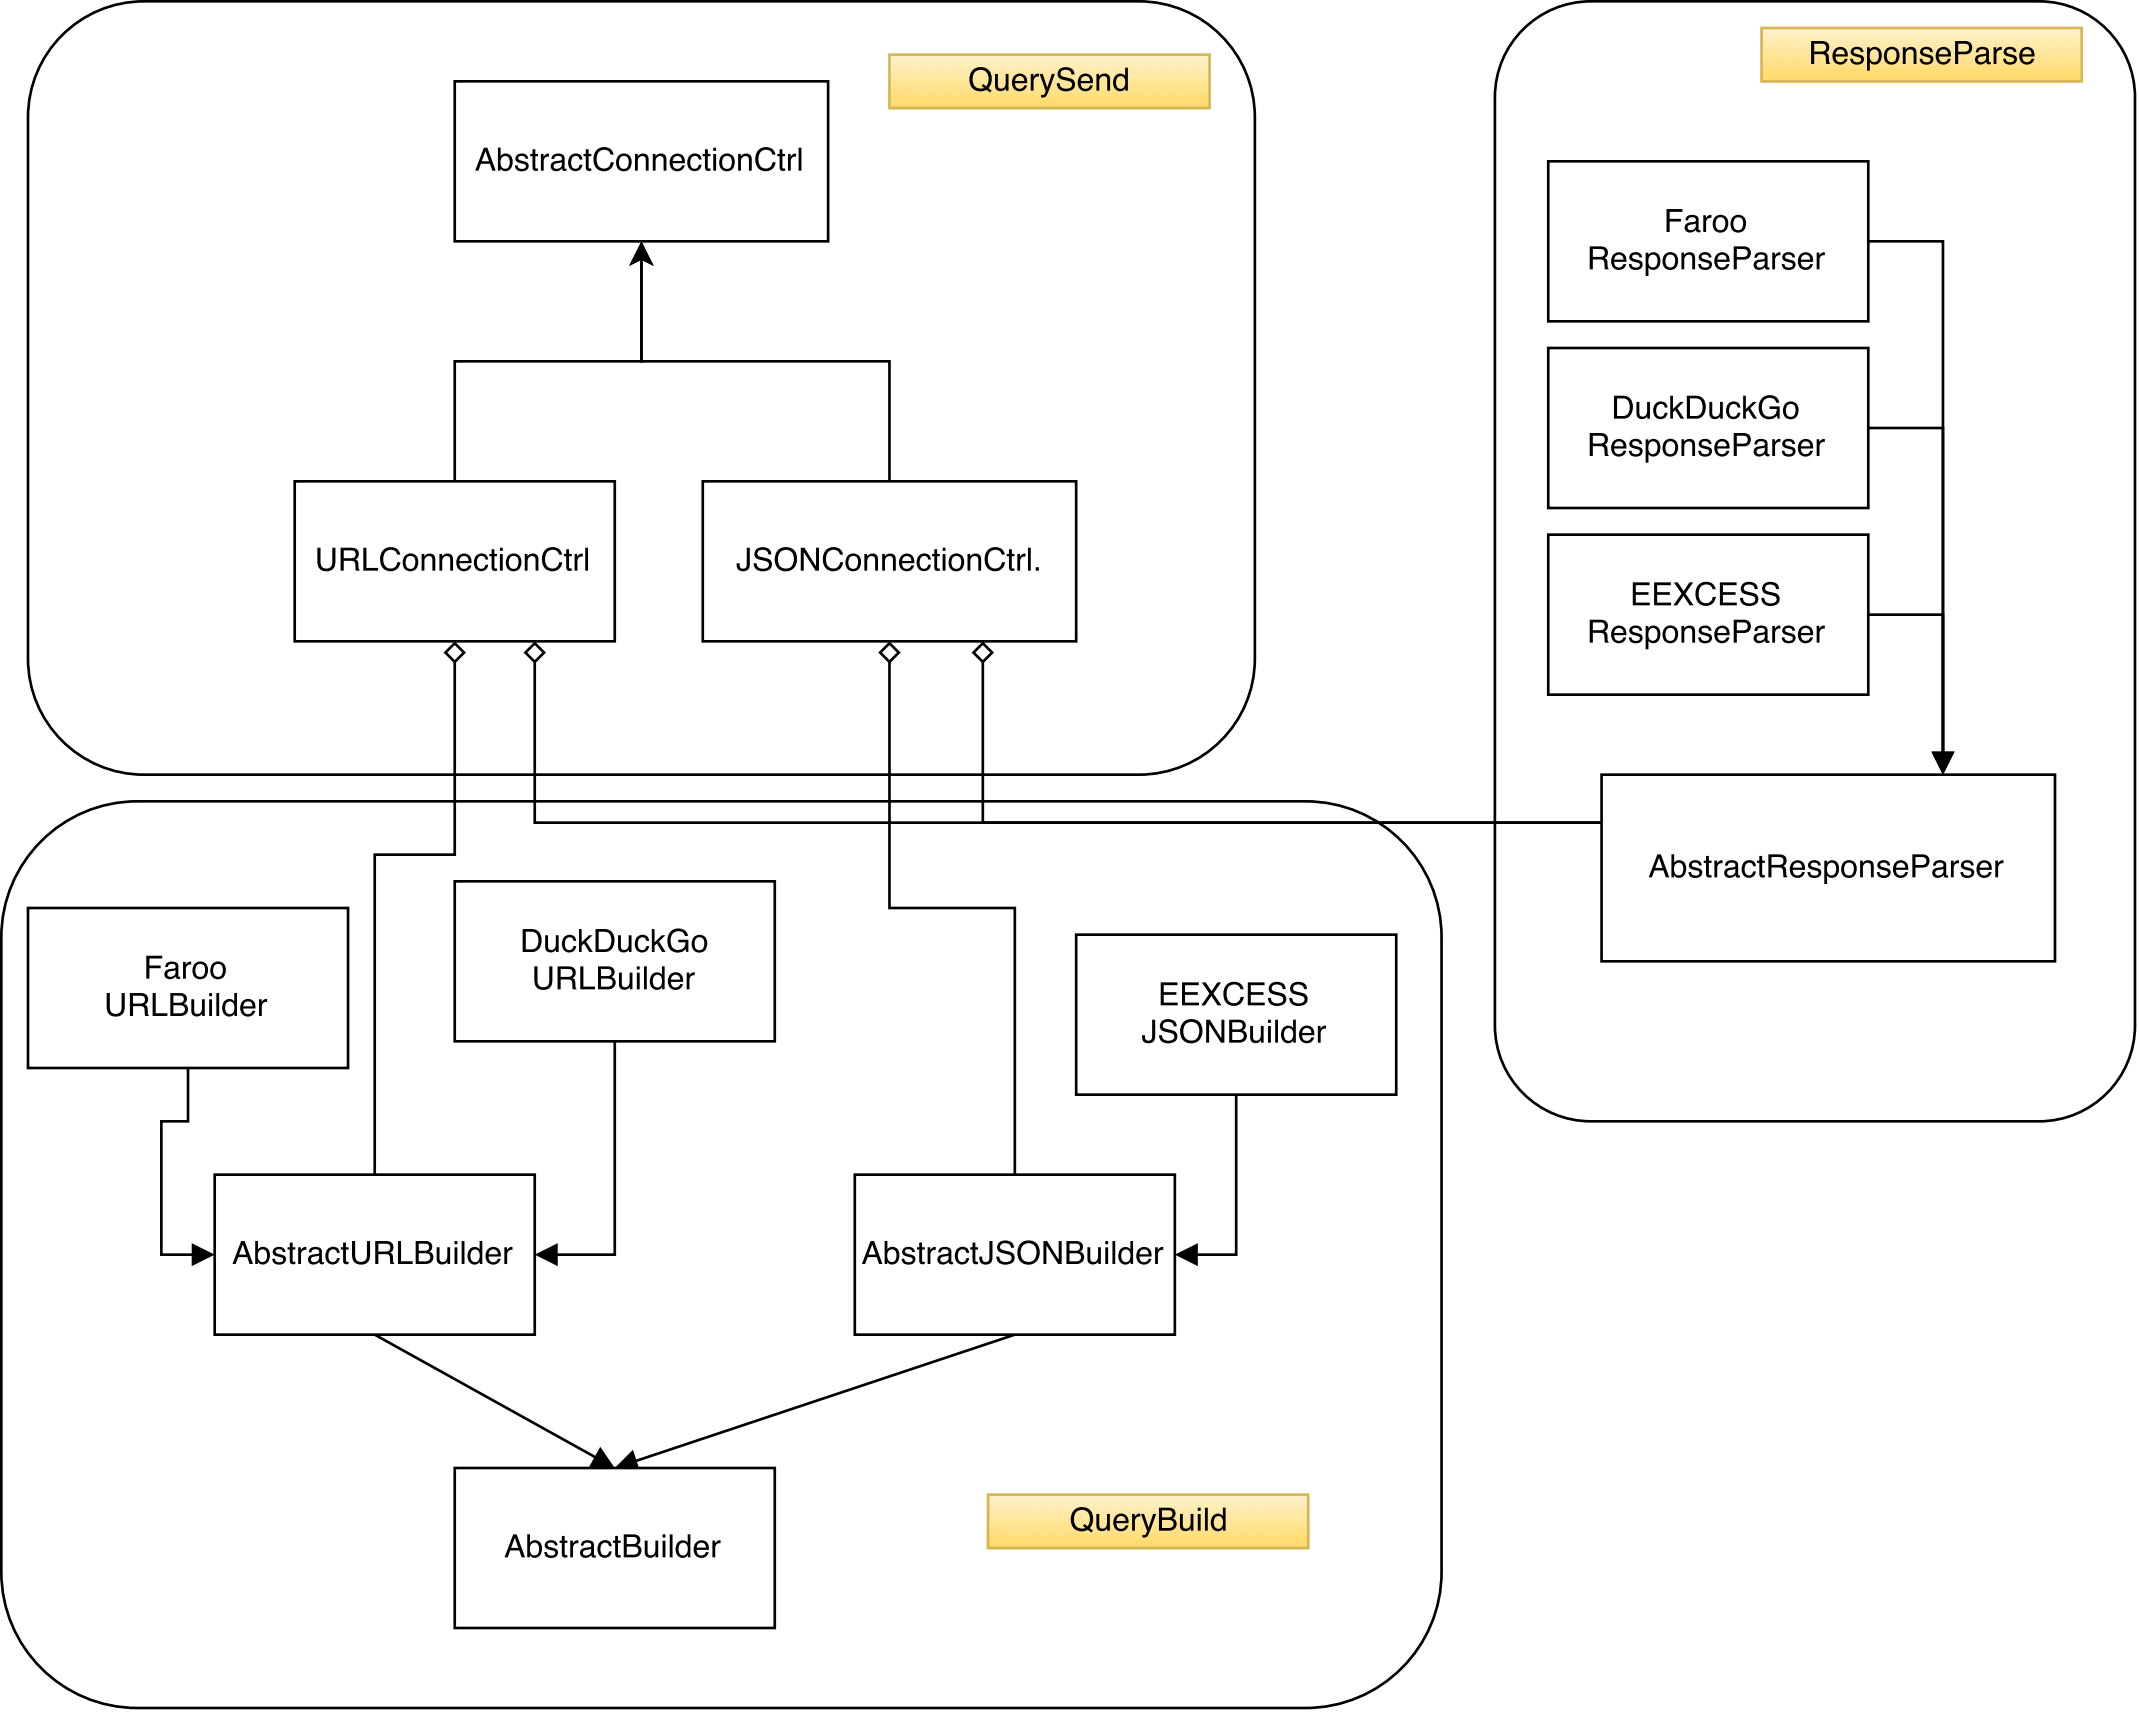 QuerySend
AbstractConnectionCtrl
URLConnectionCtrl
JSONConnectionCtrl.
ResponseParse
Faroo
ResponseParser
DuckDuckGo
ResponseParser
EEXCESS
ResponseParser
AbstractResponseParser
Faroo
URLBuilder
DuckDuckGo
URLBuilder
EEXCESS
JSONBuilder
AbstractURLBuilder
AbstractJSONBuilder
AbstractBuilder
QueryBuild